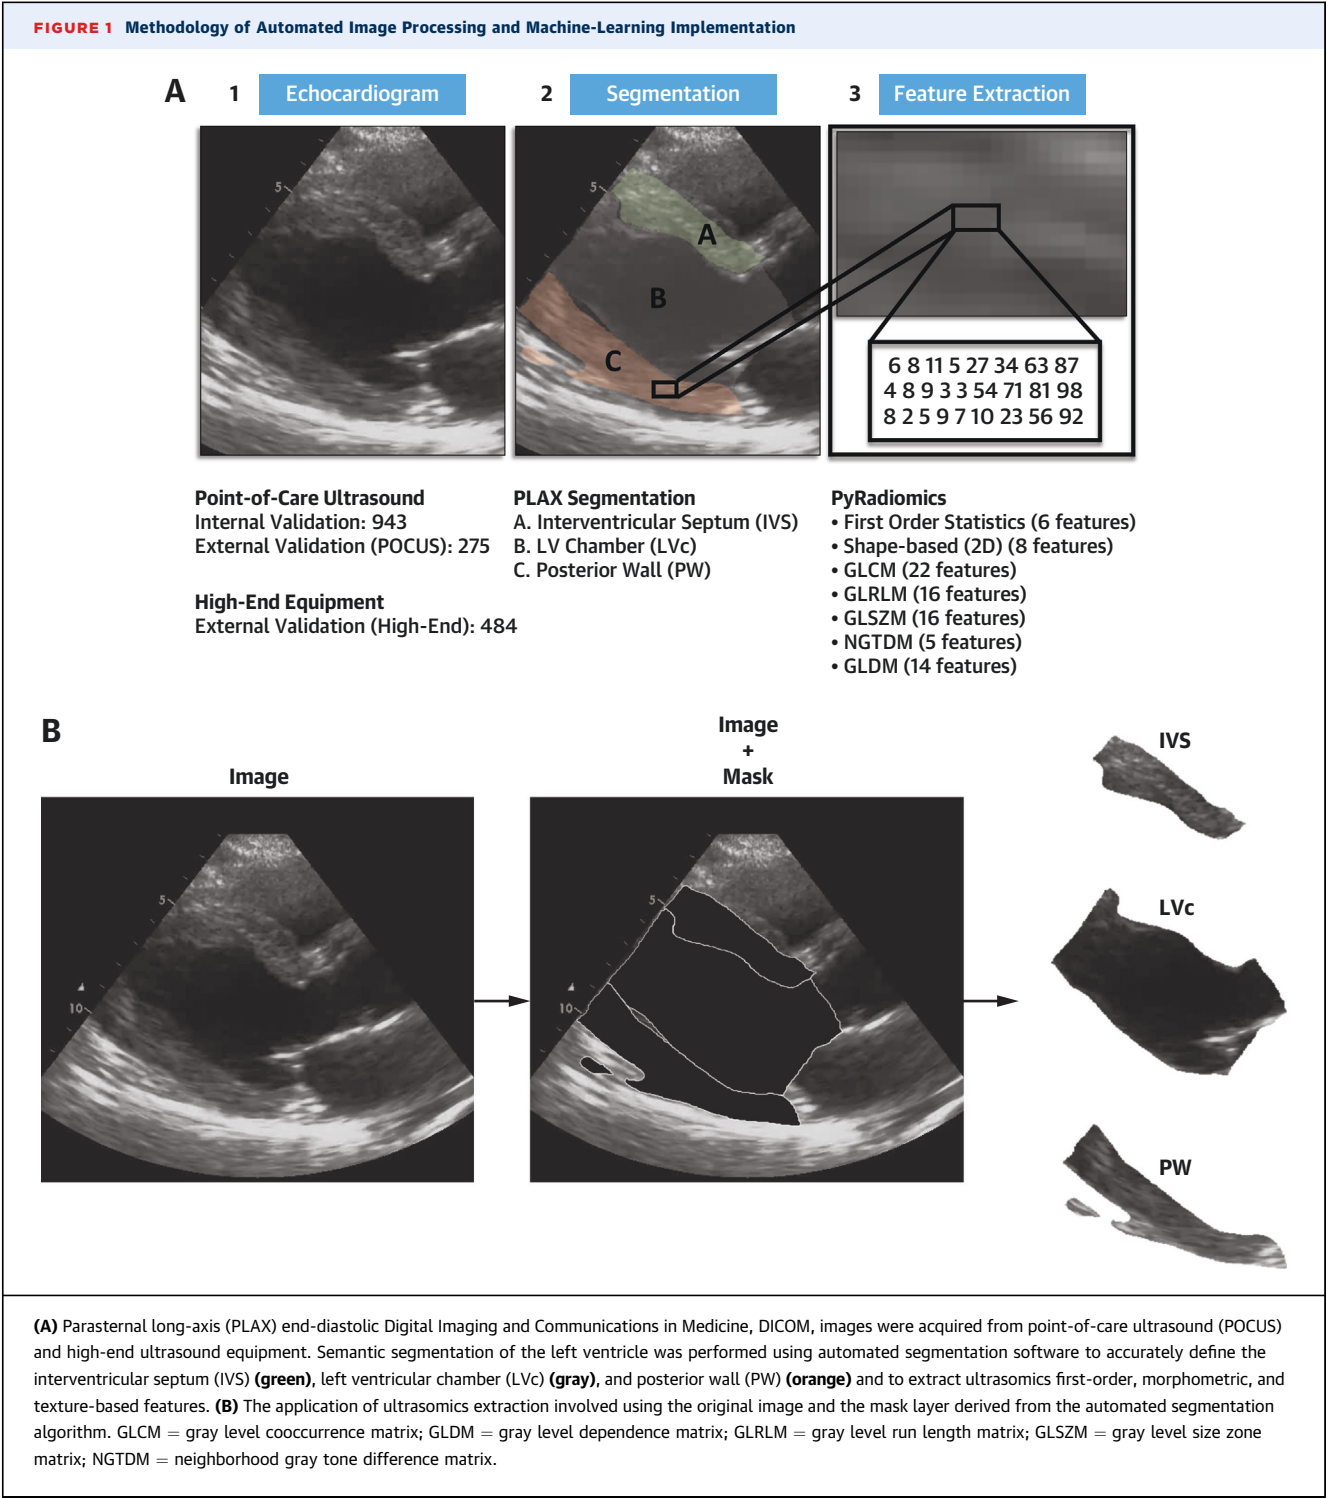 FIGURE 1 Methodology of Automated Image Processing and Machine-Learning Implementation
A
1 Echocardiogram
2 Segmentation
3 Feature Extraction
5
5
A
B
C
6 8 11 5 27 34 63 87
4 8 9 3 3 54 71 81 98
8 2 5 9 7 10 23 56 92
Point-of-Care Ultrasound
Internal Validation: 943
External Validation (POCUS): 275
High-End Equipment
External Validation (High-End): 484
PLAX Segmentation
A. Interventricular Septum (IVS)
B. LV Chamber (LVc)
C. Posterior Wall (PW)
PyRadiomics
• First Order Statistics (6 features)
• Shape-based (2D) (8 features)
• GLCM (22 features)
• GLRLM (16 features)
• GLSZM (16 features)
• NGTDM (5 features)
• GLDM (14 features)
B
Image
5
10
Image
+
Mask
5
10
IVS
LVc
PW
(A) Parasternal long-axis (PLAX) end-diastolic Digital Imaging and Communications in Medicine, DICOM, images were acquired from point-of-care ultrasound (POCUS)
and high-end ultrasound equipment. Semantic segmentation of the left ventricle was performed using automated segmentation software to accurately define the
interventricular septum (IVS) (green), left ventricular chamber (LVc) (gray), and posterior wall (PW) (orange) and to extract ultrasomics first-order, morphometric, and
texture-based features. (B) The application of ultrasomics extraction involved using the original image and the mask layer derived from the automated segmentation
algorithm. GLCM = gray level cooccurrence matrix; GLDM = gray level dependence matrix; GLRLM = gray level run length matrix; GLSZM = gray level size zone
matrix; NGTDM = neighborhood gray tone difference matrix.